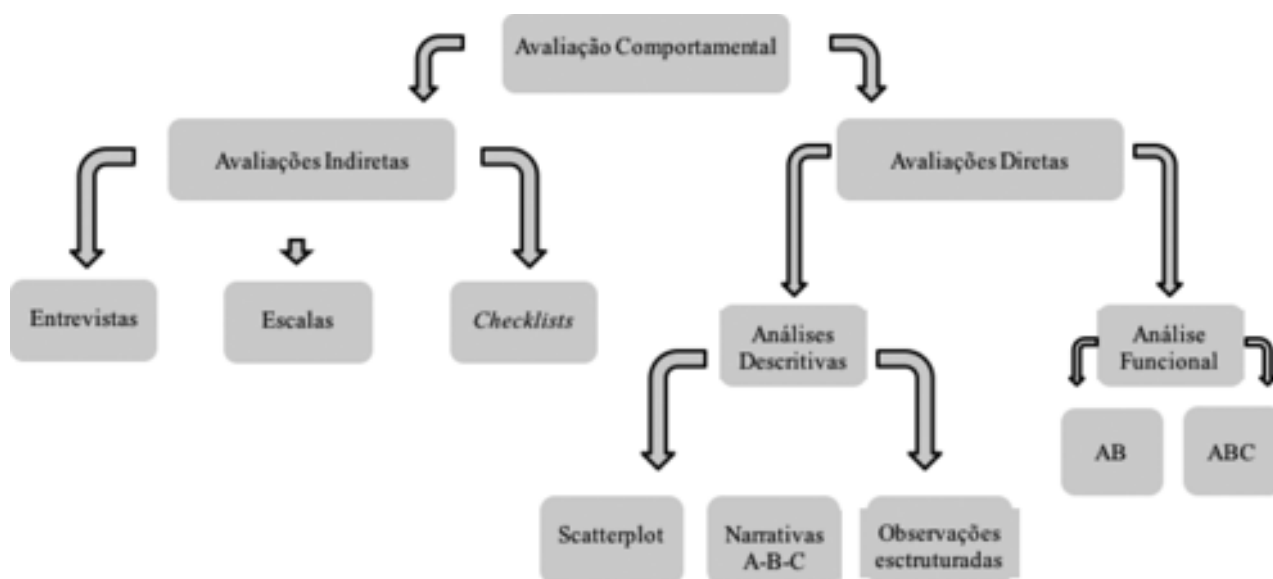 Avaliação Comportamental
Avaliações Indiretas
Avaliações Diretas
Entrevistas
Escalas
Checklists
Análises
Descritivas
Análise
Funcional
AB
ABC
Scatterplot
Narrativas
A-B-C
Observações
esctruturadas